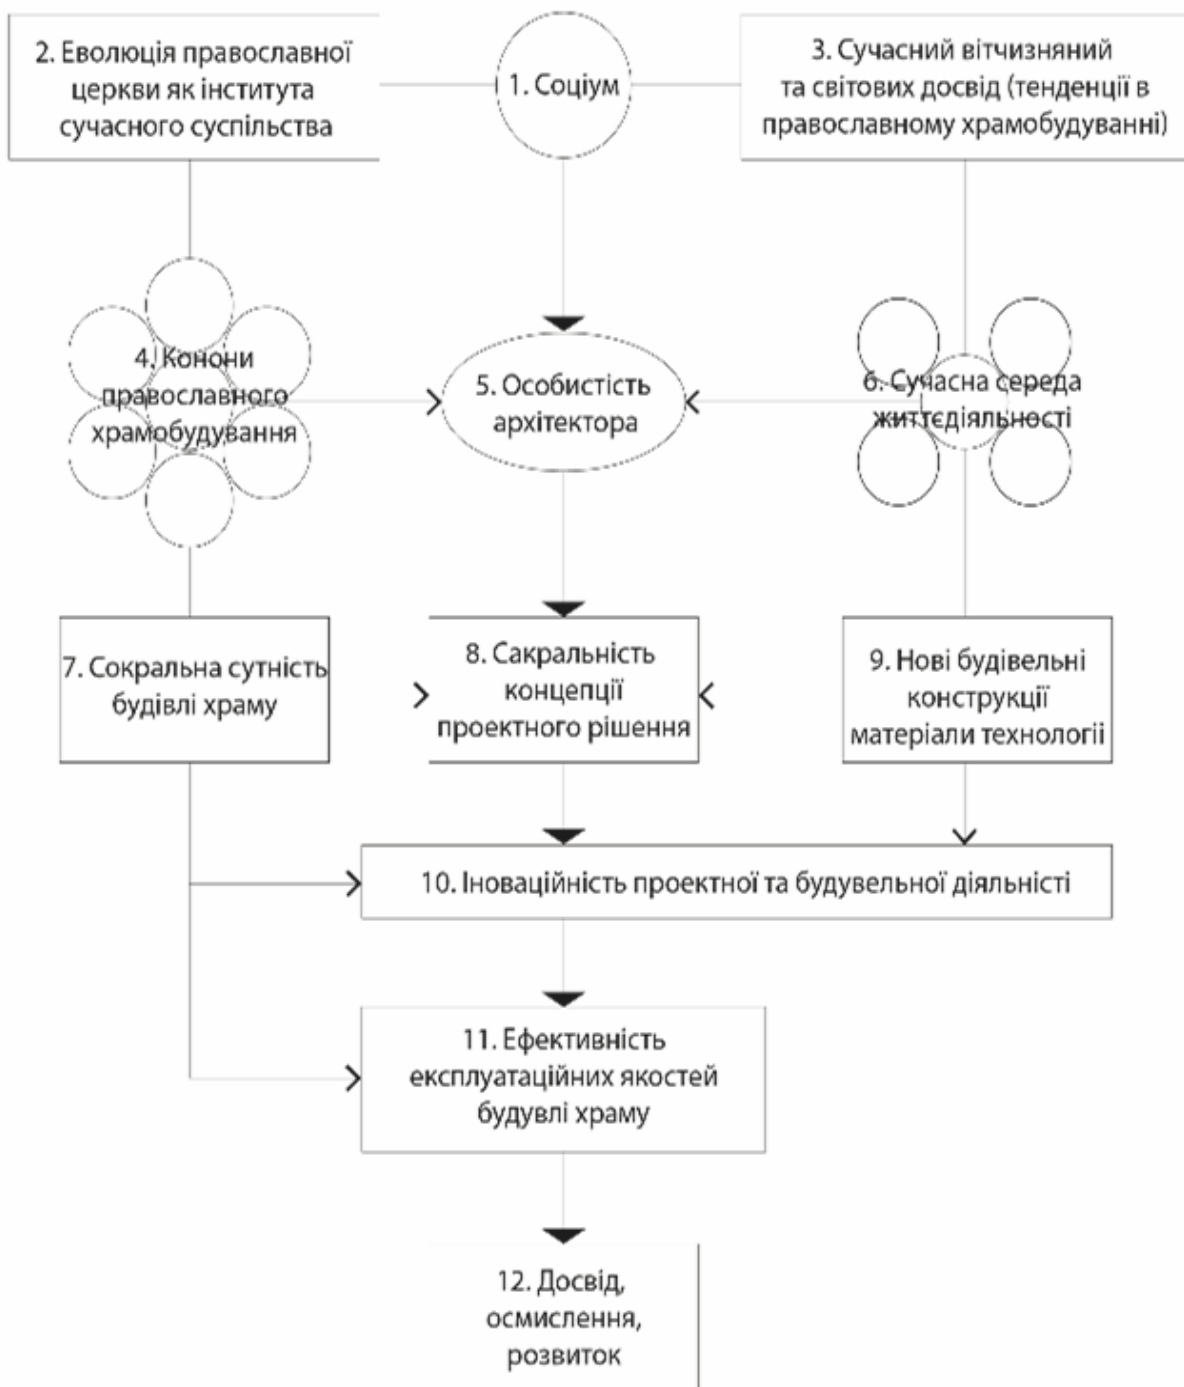 2. Еволюція православної
церкви як інститута
сучасного суспільства
1. Соціум
3. Сучасний вітчизняний
та світових досвід (тенденції в
православному храмобудуванні)
4. Конони
православного
храмобудування
5. Особистість
архітектора
6. Сучасна середа
життєдіяльності
7. Сокральна сутність
будівлі храму
8. Сакральність
концепції
проектного рішення
9. Нові будівельні
конструкції
матеріали технології
10. Іноваційність проектної та будувельної діяльністі
11. Ефективність
експлуатаційних якостей
будувлі храму
12. Досвід,
осмислення,
розвиток